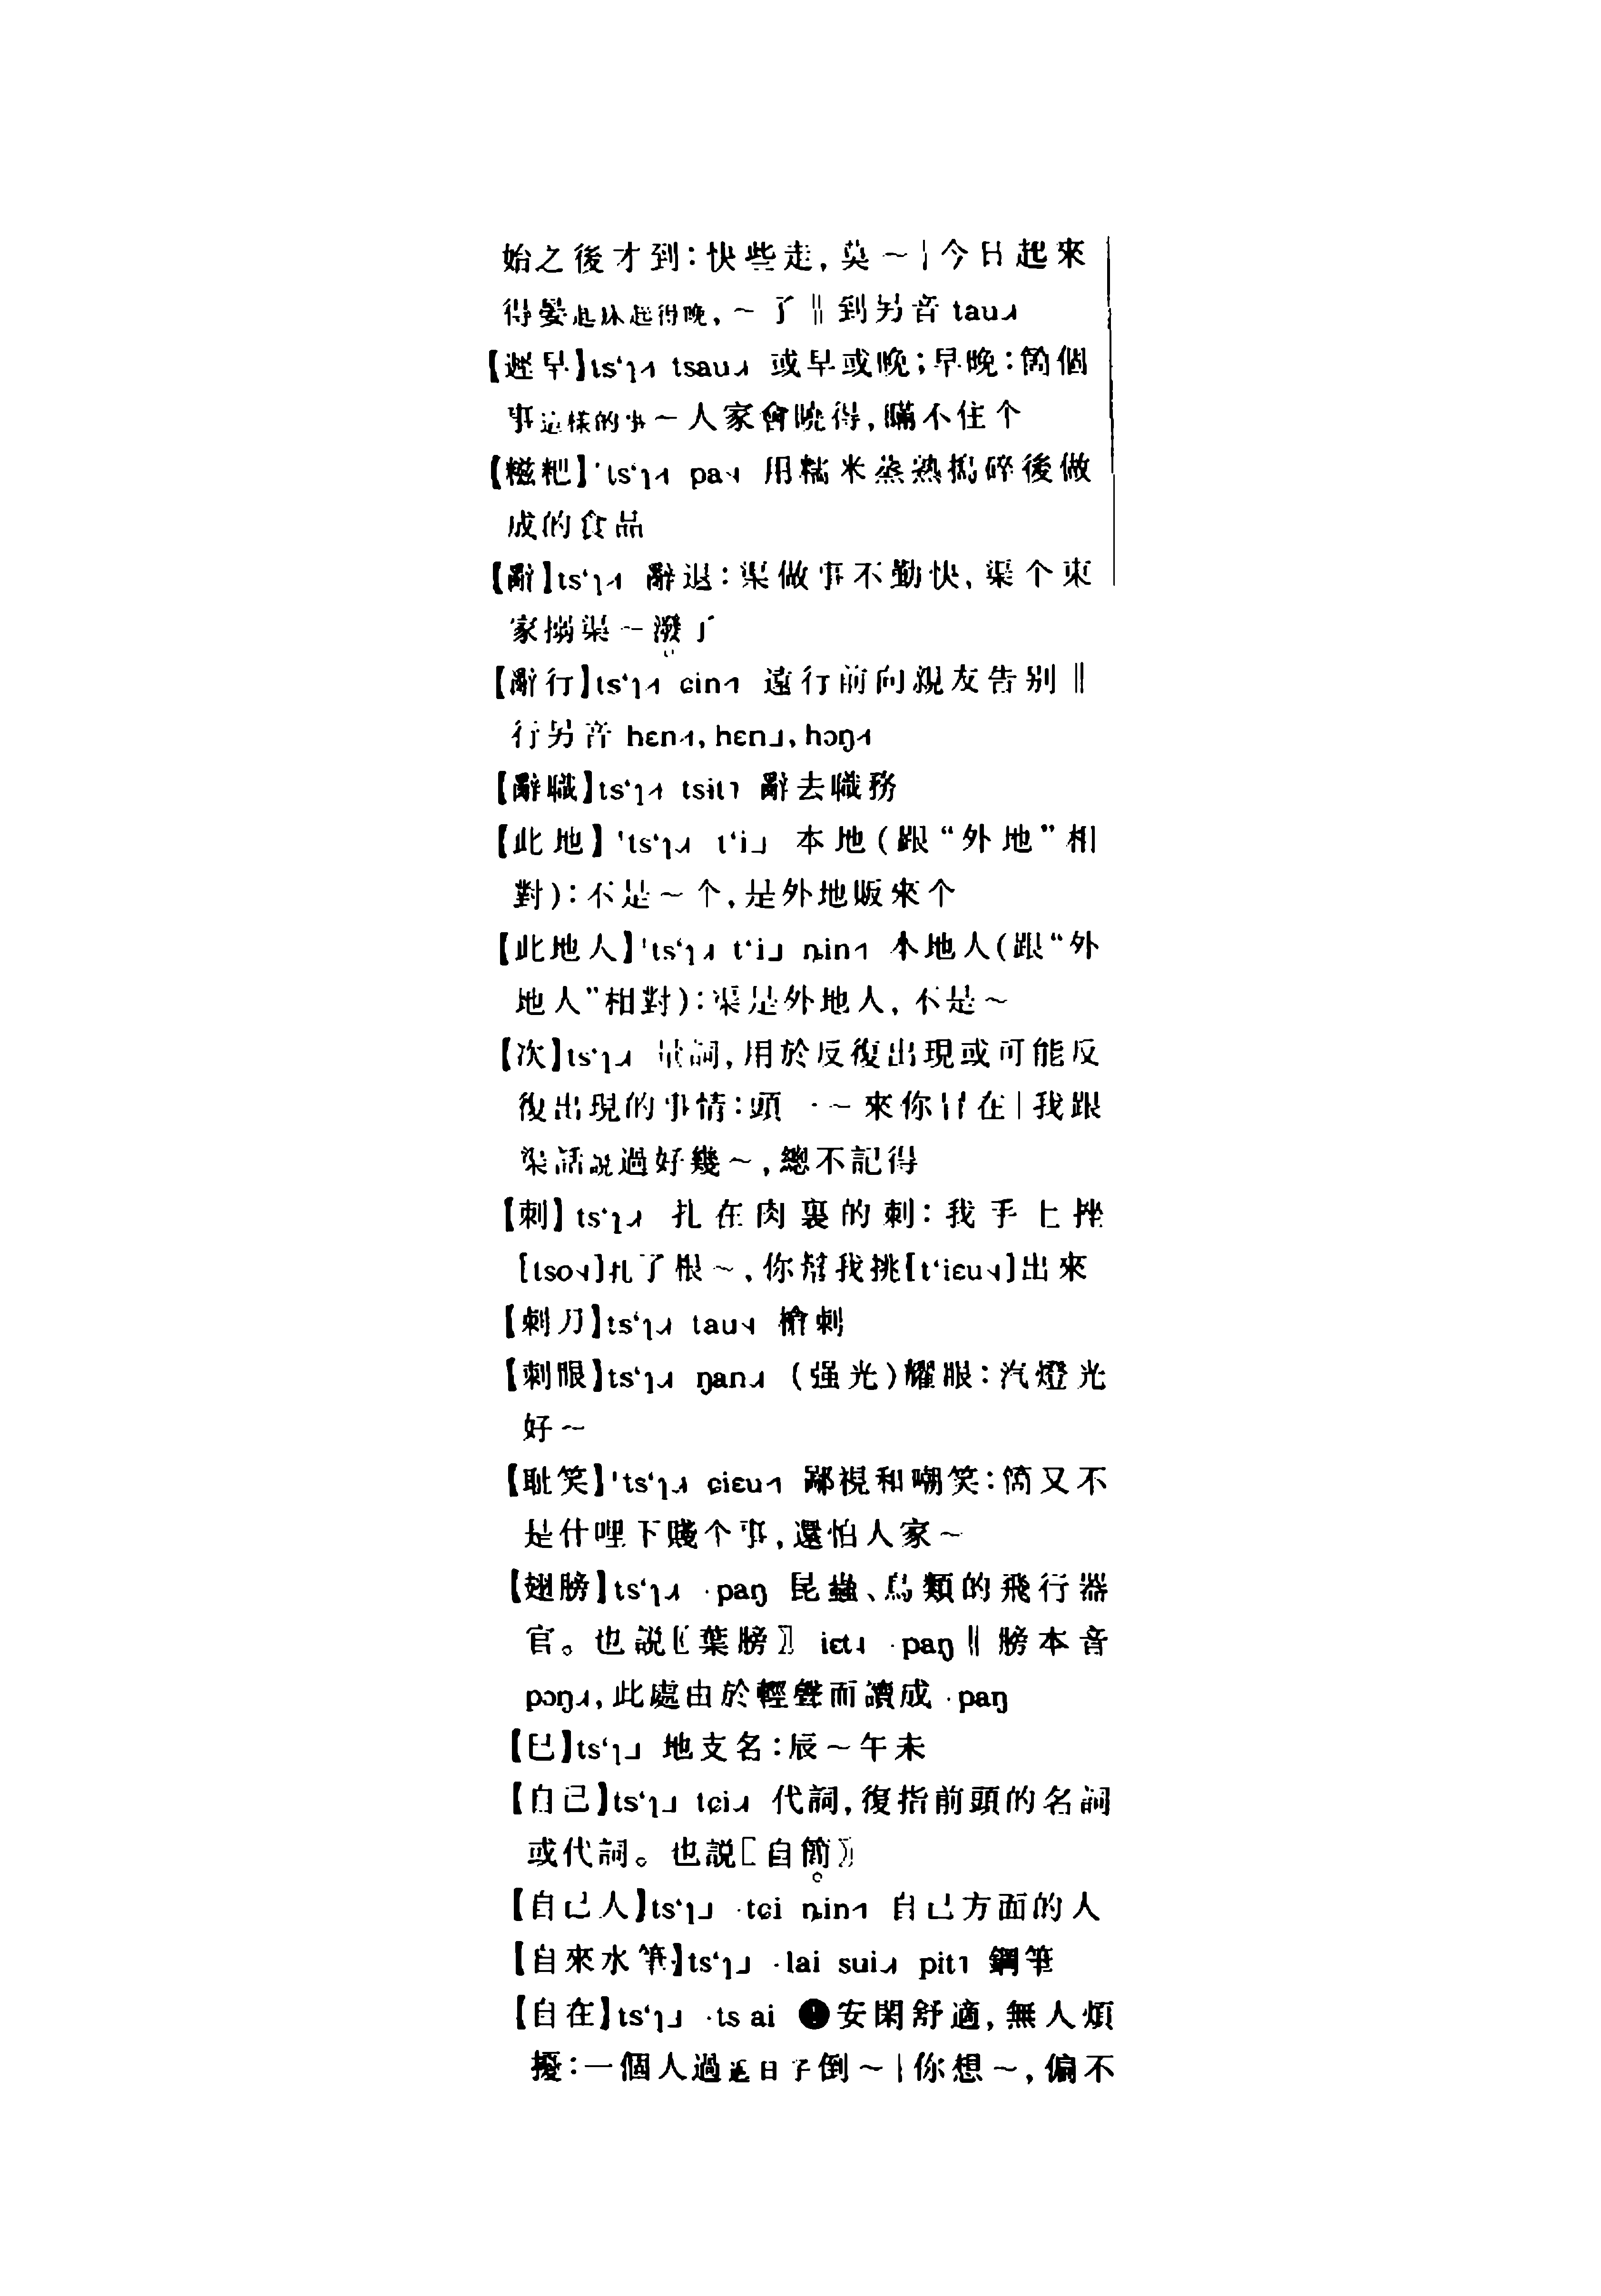 始之後才到：快些走，莫～｜今日起來
得晏起牀起得晚，～了‖到另音 tau˨˩
【遲早】ts‘ɿ tsau 或早或晚；早晚：箇個
事這樣的事～人家會曉得，瞞不住个
【糍粑】'ts‘ɿ pa 用糯米蒸熟搗碎後做
成的食品
【辭】ts‘ɿ 辭退：渠做事不勤快，渠个東
家搦渠～潑了
【辭行】ts‘ɿ ɕin 遠行前向親友告别‖
行另音 hɛn, hɛn˩, hɔŋ
【辭職】ts‘ɿ tsit 辭去職務
【此地】'ts‘ɿ t‘i˩ 本地（跟“外地”相
對）：不是～个，是外地販來个
【此地人】'ts‘ɿ t‘i˩ ȵin 本地人（跟“外
地人”相對）：渠是外地人，不是～
【次】ts‘ɿ 量詞，用於反復出現或可能反
復出現的事情：頭一～來你冇在｜我跟
渠話説過好幾～，總不記得
【刺】ts‘ɿ 扎在肉裏的刺：我手上挫
[tso]扎了根～，你幫我挑[t‘iɛu]出來
【刺刀】ts‘ɿ tau 槍刺
【刺眼】ts‘ɿ ŋan （强光）耀眼：汽燈光
好～
【耻笑】'ts‘ɿ ɕiɛu 鄙視和嘲笑：箇又不
是什哩下賤个事，還怕人家～
【翅膀】ts‘ɿ ·paŋ 昆蟲、鳥類的飛行器
官。也説〖葉膀〗 iɛt ·paŋ‖膀本音
pɔŋ，此處由於輕聲而讀成 ·paŋ
【巳】ts‘ɿ˩ 地支名：辰～午未
【自己】ts‘ɿ˩ tɕi 代詞，復指前頭的名詞
或代詞。也説〖自箇〗
【自己人】ts‘ɿ˩ ·tɕi ȵin 自己方面的人
【自來水筆】ts‘ɿ˩ ·lai sui pit 鋼筆
【自在】ts‘ɿ˩ ·ts ai ❶安閑舒適，無人煩
擾：一個人過這日子倒～｜你想～，偏不